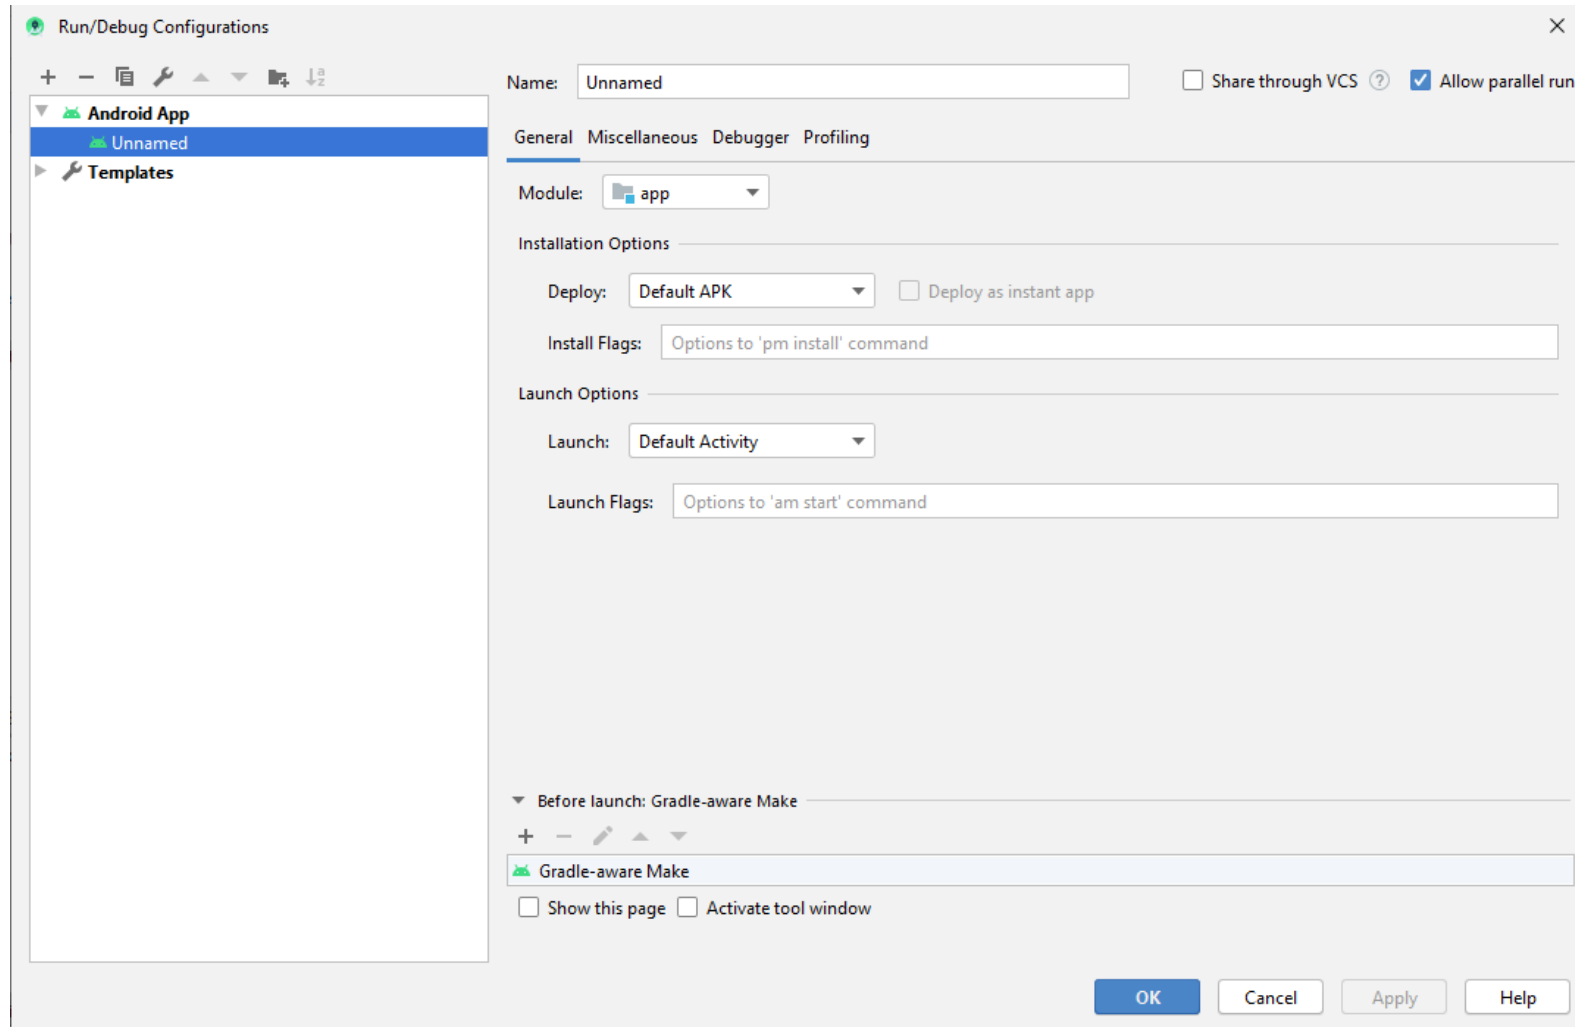 Run/Debug Configurations
Name: Unnamed
Share through VCS ? Allow parallel run
Android App
Unnamed
Templates
General Miscellaneous Debugger Profiling
Module: app
Installation Options
Deploy: Default APK Deploy as instant app
Install Flags: Options to 'pm install' command
Launch Options
Launch: Default Activity
Launch Flags: Options to 'am start' command
Before launch: Gradle-aware Make
Gradle-aware Make
Show this page Activate tool window
OK Cancel Apply Help